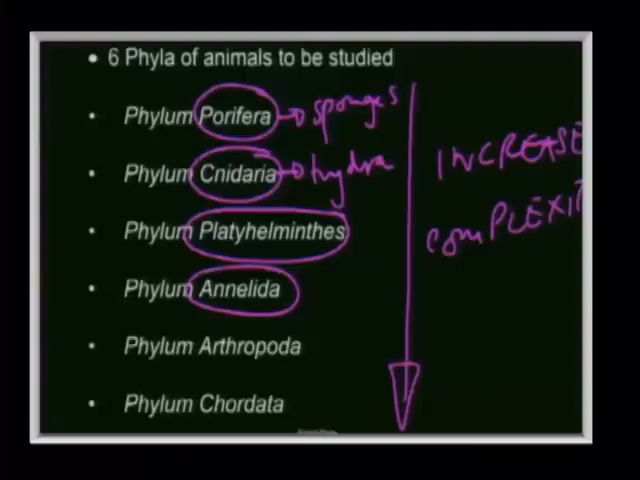 • 6 Phyla of animals to be studied
• Phylum Porifera → sponges
• Phylum Cnidaria → hydra
• Phylum Platyhelminthes
• Phylum Annelida
• Phylum Arthropoda
• Phylum Chordata
INCREASE
COMPLEXIT